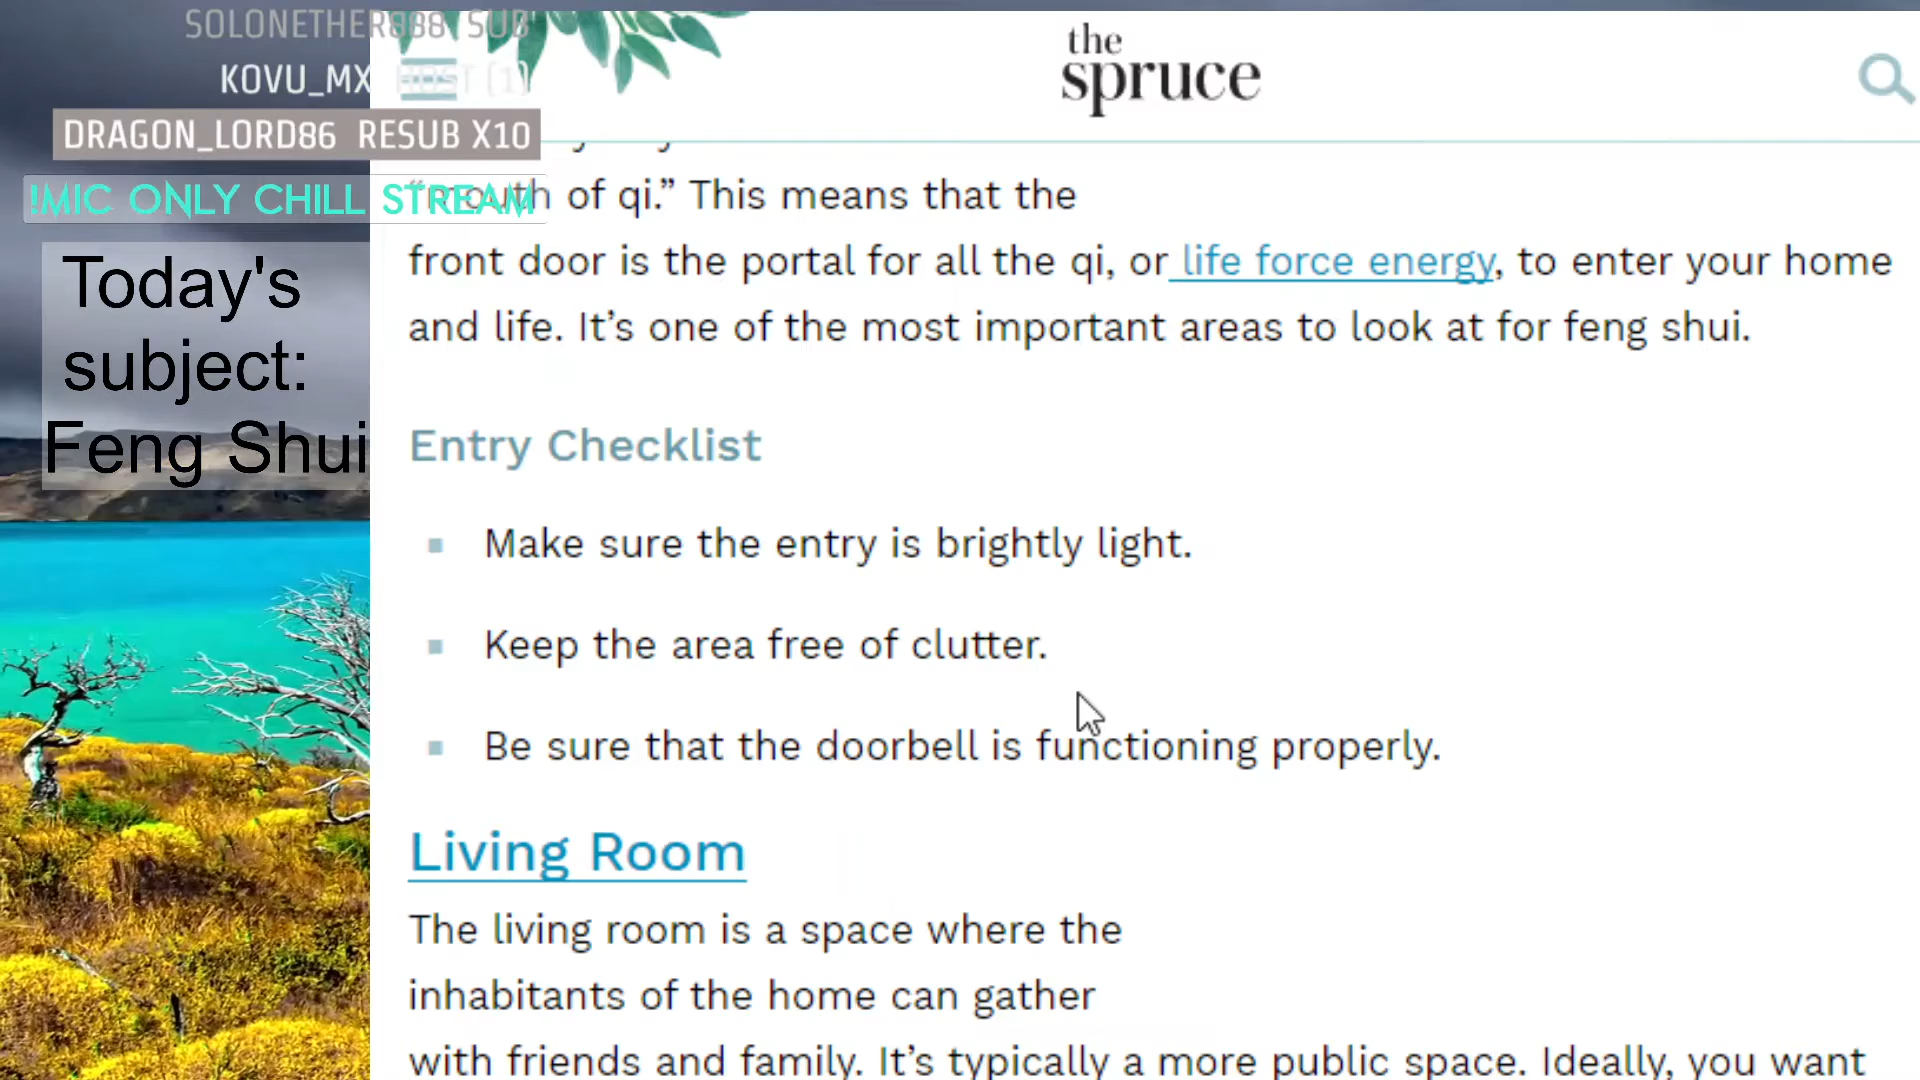 SOLONETHER888 SUB
KOVU_MX HOST (1)
DRAGON_LORD86 RESUB X10
!MIC ONLY CHILL STREAM
Today's
subject:
Feng Shui
the
spruce
“mouth of qi.” This means that the
front door is the portal for all the qi, or life force energy, to enter your home
and life. It’s one of the most important areas to look at for feng shui.
Entry Checklist
Make sure the entry is brightly light.
Keep the area free of clutter.
Be sure that the doorbell is functioning properly.
Living Room
The living room is a space where the
inhabitants of the home can gather
with friends and family. It’s typically a more public space. Ideally, you want